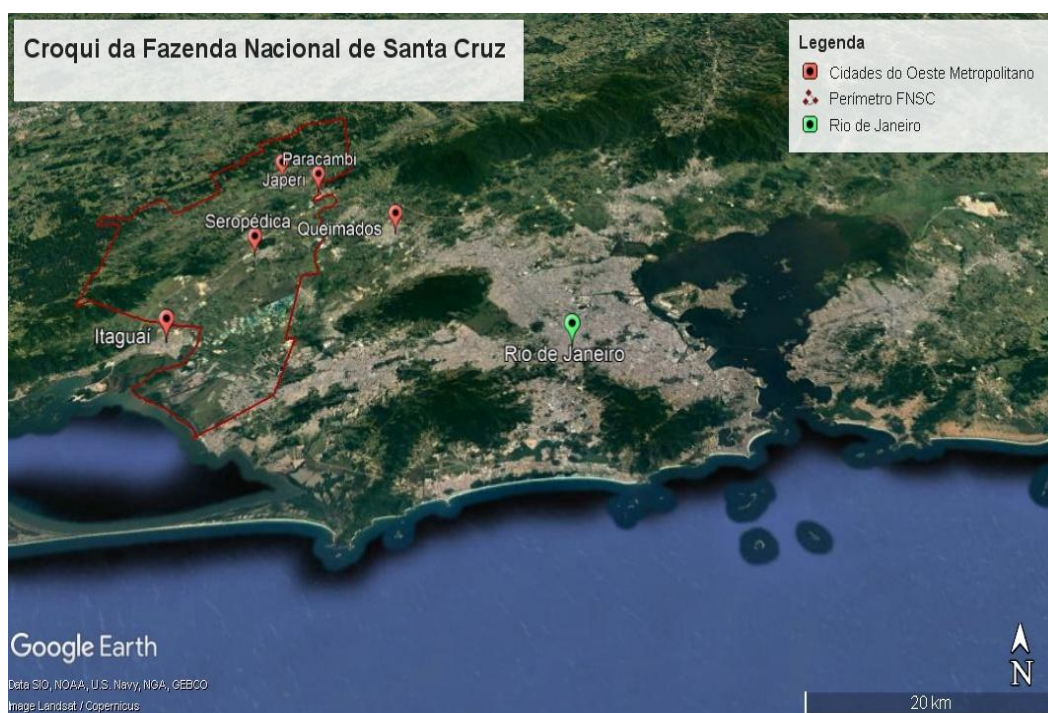 Croqui da Fazenda Nacional de Santa Cruz
Legenda
Cidades do Oeste Metropolitano
Perímetro FNSC
Rio de Janeiro
Paracambi
Japeri
Seropédica
Queimados
Itaguaí
Rio de Janeiro
Google Earth
Data SIO, NOAA, U.S. Navy, NGA, GEBCO
Image Landsat / Copernicus
N
20 km